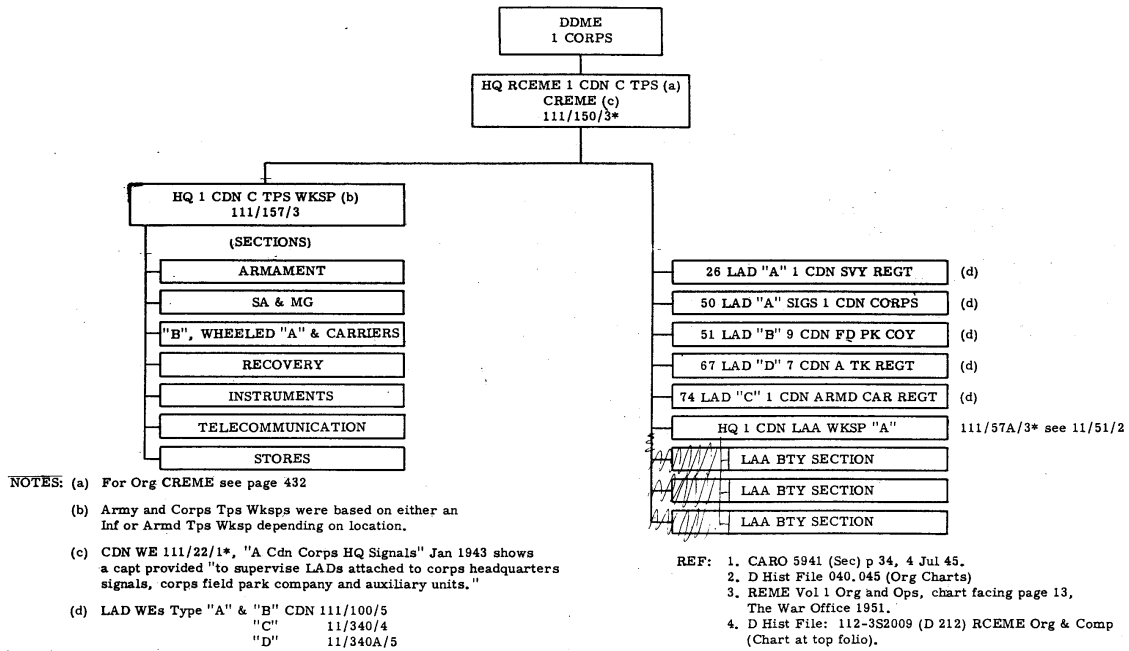 DDME
1 CORPS
HQ RCEME 1 CDN C TPS (a)
CREME (c)
111/150/3*
HQ 1 CDN C TPS WKSP (b)
111/157/3
(SECTIONS)
ARMAMENT
SA & MG
"B", WHEELED "A" & CARRIERS
RECOVERY
INSTRUMENTS
TELECOMMUNICATION
STORES
26 LAD "A" 1 CDN SVY REGT (d)
50 LAD "A" SIGS 1 CDN CORPS (d)
51 LAD "B" 9 CDN FD PK COY (d)
67 LAD "D" 7 CDN A TK REGT (d)
74 LAD "C" 1 CDN ARMD CAR REGT (d)
HQ 1 CDN LAA WKSP "A" 111/57A/3* see 11/51/2
LAA BTY SECTION
LAA BTY SECTION
LAA BTY SECTION
NOTES: (a) For Org CREME see page 432
(b) Army and Corps Tps Wksps were based on either an
Inf or Armd Tps Wksp depending on location.
(c) CDN WE 111/22/1*, "A Cdn Corps HQ Signals" Jan 1943 shows
a capt provided "to supervise LADs attached to corps headquarters
signals, corps field park company and auxiliary units."
(d) LAD WEs Type "A" & "B" CDN 111/100/5
"C" 11/340/4
"D" 11/340A/5
REF: 1. CARO 5941 (Sec) p 34, 4 Jul 45.
2. D Hist File 040.045 (Org Charts)
3. REME Vol 1 Org and Ops, chart facing page 13,
The War Office 1951.
4. D Hist File: 112-3S2009 (D 212) RCEME Org & Comp
(Chart at top folio).